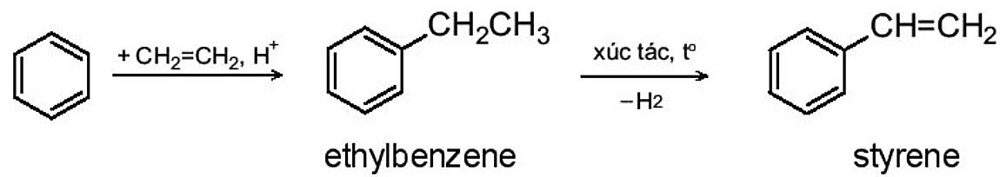 + CH₂=CH₂, H⁺
CH₂CH₃
xúc tác, tº
–H2
CH=CH₂
ethylbenzene
styrene